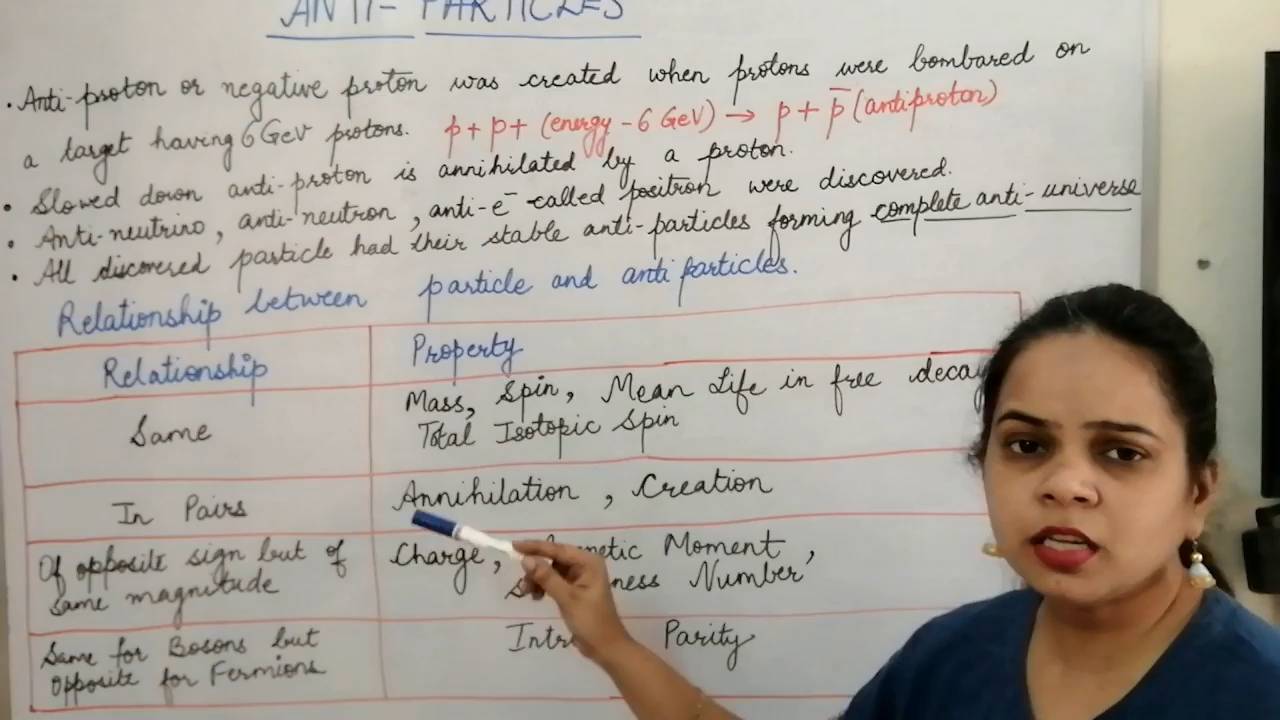 ANTI- PARTICLES
• Anti-proton or negative proton was created when protons were bombared on
a target having 6 GeV protons. p + p + (energy - 6 GeV) → p + p̅ (antiproton)
• Slowed down anti-proton is annihilated by a proton.
• Anti-neutrino, anti-neutron, anti-e⁻ called positron were discovered.
• All discovered particle had their stable anti-particles forming complete anti-universe
Relationship between particle and anti particles.
Relationship
Property
Same
Mass, Spin, Mean Life in free decay
Total Isotopic Spin
In Pairs
Annihilation, Creation
Of opposite sign but of
same magnitude
Charge, Moment,
Number
Same for Bosons but
Opposite for Fermions
Parity